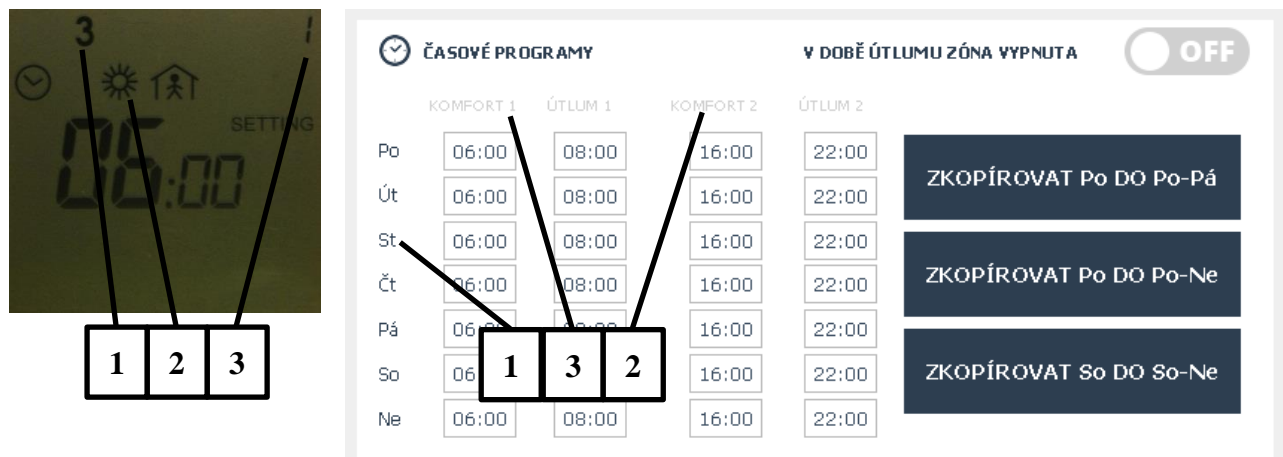 3 1
SETTING
06:00
1 2 3
ČASOVÉ PROGRAMY V DOBĚ ÚTLUMU ZÓNA VYPNUTA OFF
KOMFORT 1 ÚTLUM 1 KOMFORT 2 ÚTLUM 2
Po 06:00 08:00 16:00 22:00
Út 06:00 08:00 16:00 22:00
St 06:00 08:00 16:00 22:00
Čt 06:00 08:00 16:00 22:00
Pá 16:00 22:00
So 16:00 22:00
Ne 06:00 08:00 16:00 22:00
1 3 2
ZKOPÍROVAT Po DO Po-Pá
ZKOPÍROVAT Po DO Po-Ne
ZKOPÍROVAT So DO So-Ne